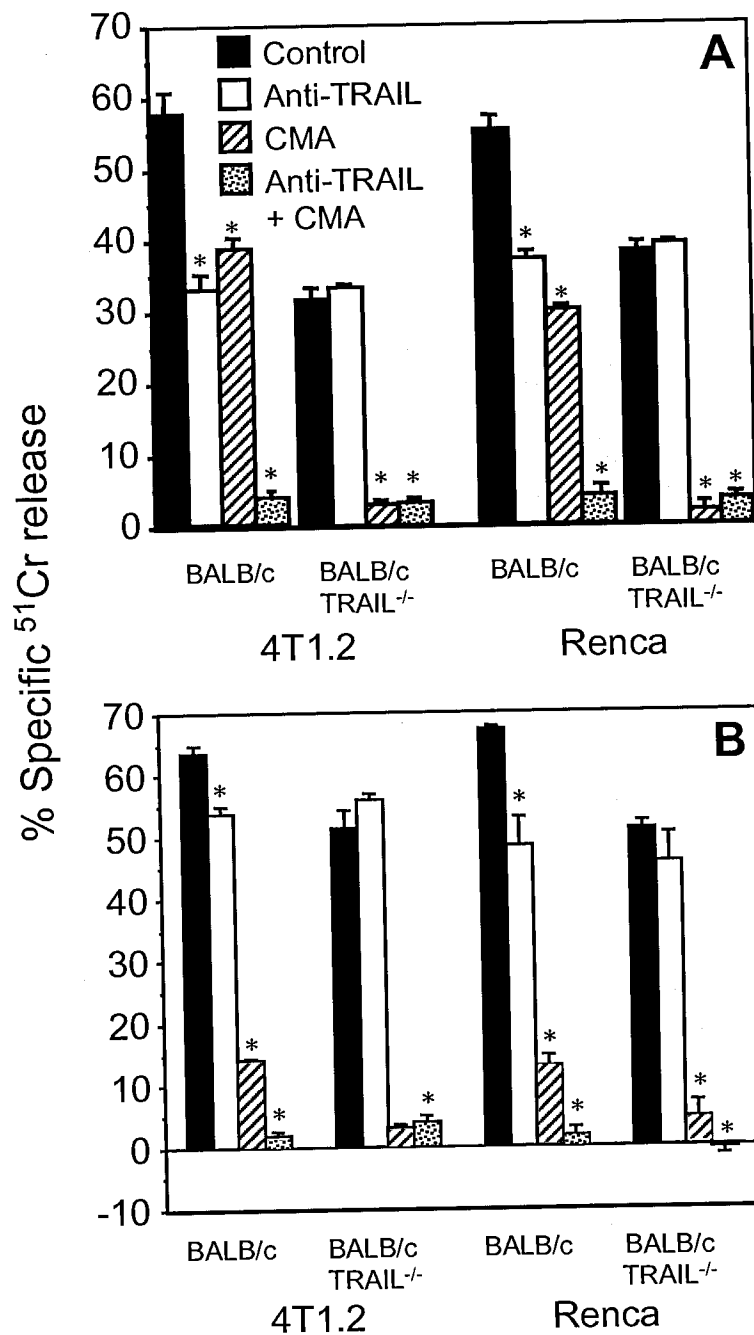 A
Control
Anti-TRAIL
CMA
Anti-TRAIL
+ CMA
70
60
50
40
30
20
10
0
* * * * * * * * * *
BALB/c BALB/c BALB/c BALB/c
TRAIL-/- TRAIL-/-
4T1.2 Renca
% Specific 51Cr release
B
70
60
50
40
30
20
10
0
-10
* * * * * * * * *
BALB/c BALB/c BALB/c BALB/c
TRAIL-/- TRAIL-/-
4T1.2 Renca